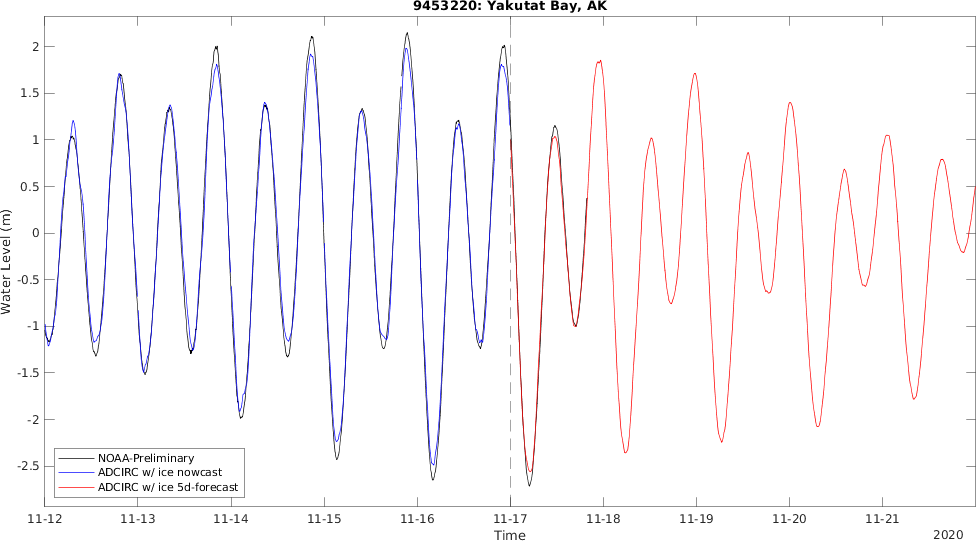 9453220: Yakutat Bay, AK
Water Level (m)
2
1.5
1
0.5
0
-0.5
-1
-1.5
-2
-2.5
NOAA-Preliminary
ADCIRC w/ ice nowcast
ADCIRC w/ ice 5d-forecast
11-12 11-13 11-14 11-15 11-16 11-17 11-18 11-19 11-20 11-21
Time
2020